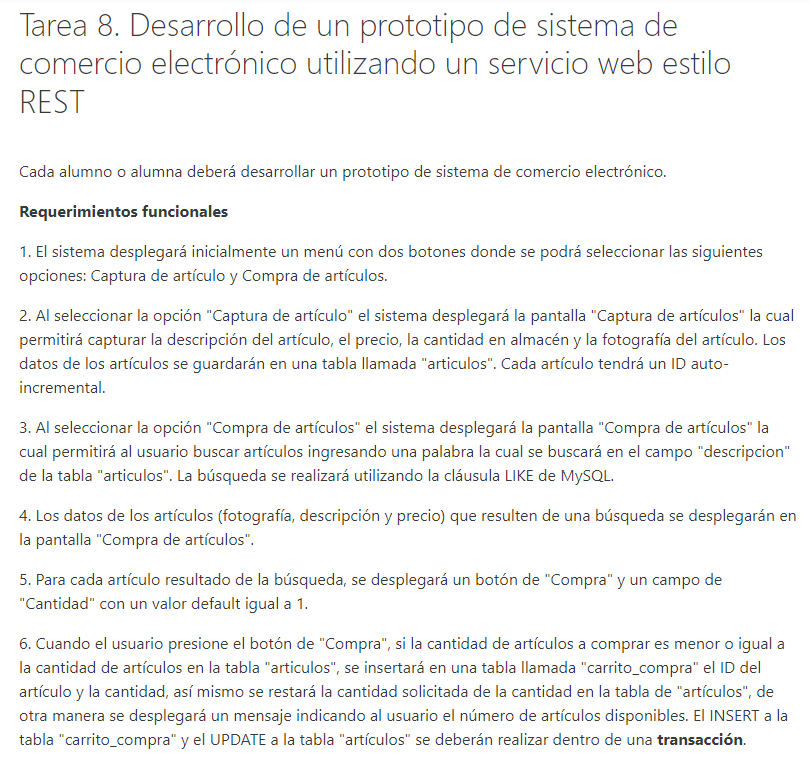 Tarea 8. Desarrollo de un prototipo de sistema de
comercio electrónico utilizando un servicio web estilo
REST
Cada alumno o alumna deberá desarrollar un prototipo de sistema de comercio electrónico.
Requerimientos funcionales
1. El sistema desplegará inicialmente un menú con dos botones donde se podrá seleccionar las siguientes
opciones: Captura de artículo y Compra de artículos.
2. Al seleccionar la opción "Captura de artículo" el sistema desplegará la pantalla "Captura de artículos" la cual
permitirá capturar la descripción del artículo, el precio, la cantidad en almacén y la fotografía del artículo. Los
datos de los artículos se guardarán en una tabla llamada "articulos". Cada artículo tendrá un ID auto-
incremental.
3. Al seleccionar la opción "Compra de artículos" el sistema desplegará la pantalla "Compra de artículos" la
cual permitirá al usuario buscar artículos ingresando una palabra la cual se buscará en el campo "descripcion"
de la tabla "articulos". La búsqueda se realizará utilizando la cláusula LIKE de MySQL.
4. Los datos de los artículos (fotografía, descripción y precio) que resulten de una búsqueda se desplegarán en
la pantalla "Compra de artículos".
5. Para cada artículo resultado de la búsqueda, se desplegará un botón de "Compra" y un campo de
"Cantidad" con un valor default igual a 1.
6. Cuando el usuario presione el botón de "Compra", si la cantidad de artículos a comprar es menor o igual a
la cantidad de artículos en la tabla "articulos", se insertará en una tabla llamada "carrito_compra" el ID del
artículo y la cantidad, así mismo se restará la cantidad solicitada de la cantidad en la tabla de "artículos", de
otra manera se desplegará un mensaje indicando al usuario el número de artículos disponibles. El INSERT a la
tabla "carrito_compra" y el UPDATE a la tabla "artículos" se deberán realizar dentro de una transacción.